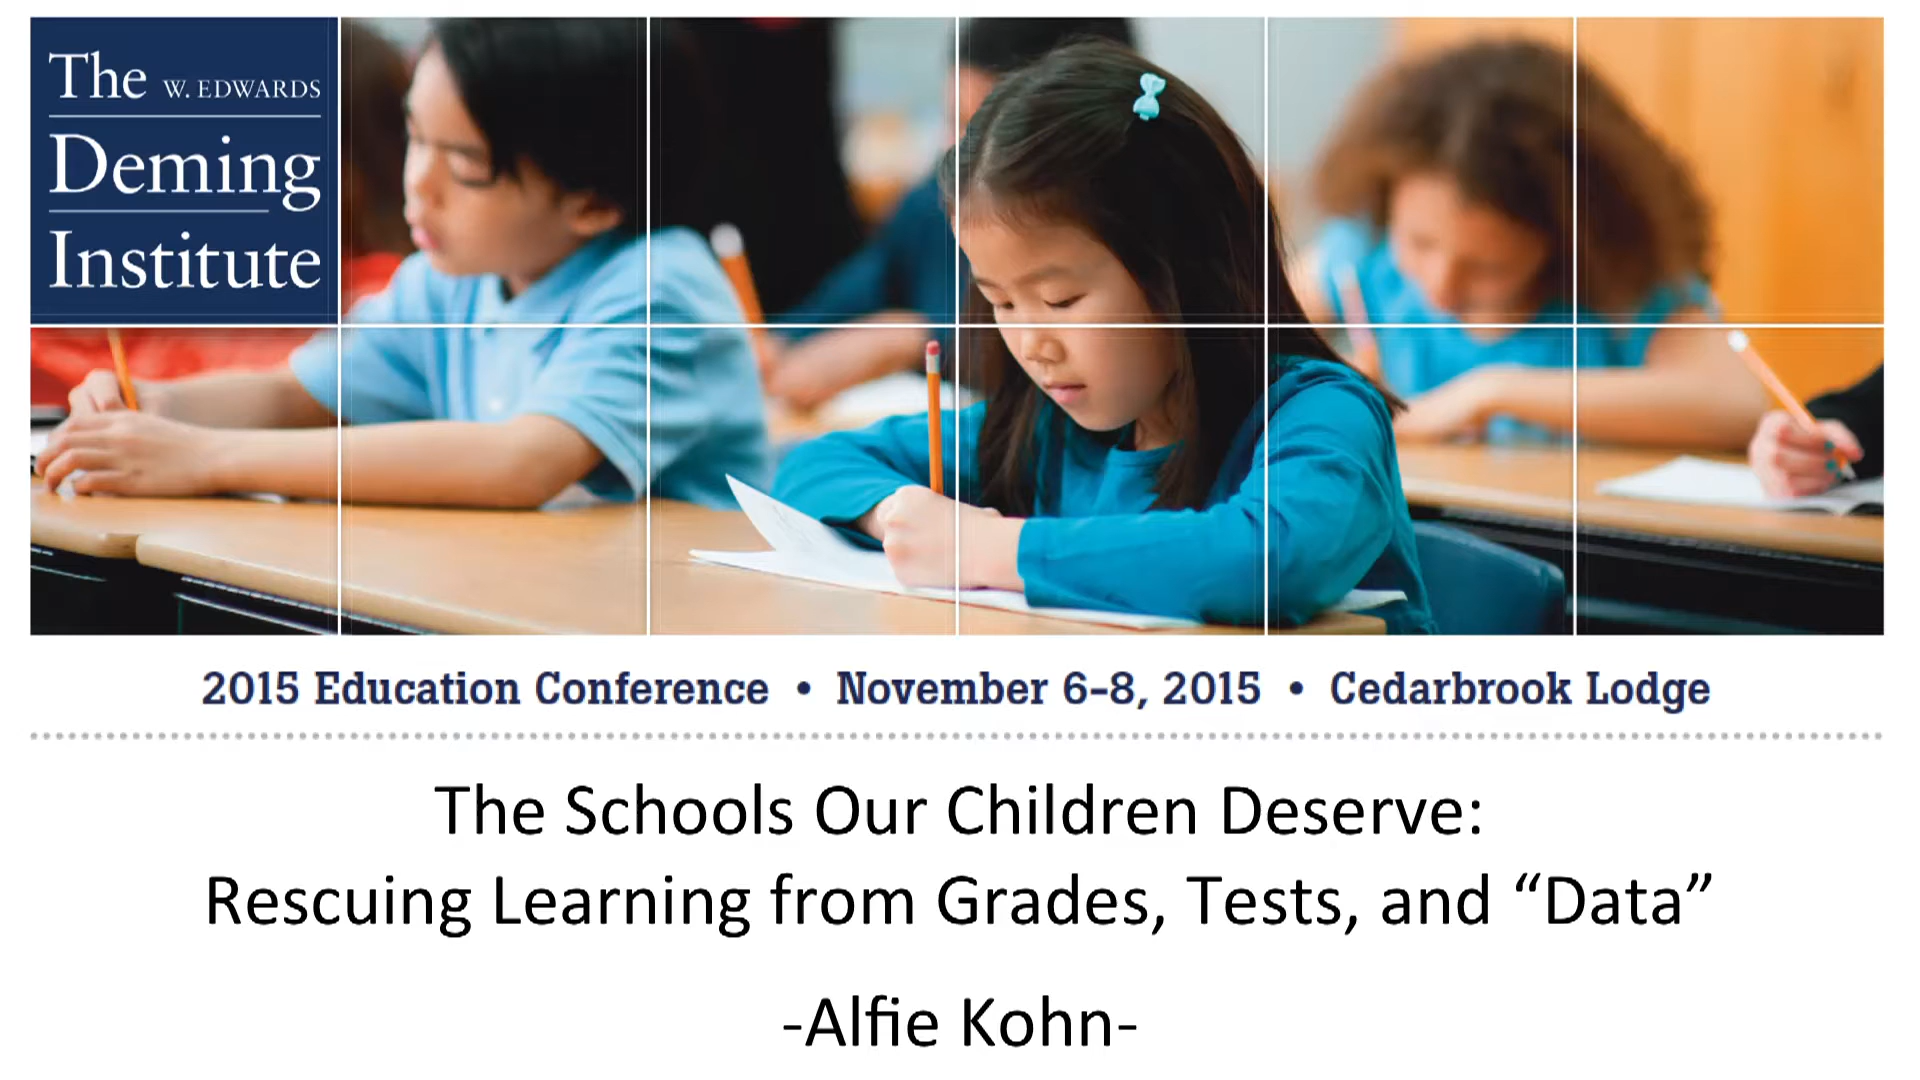 The W. EDWARDS
Deming
Institute
2015 Education Conference • November 6-8, 2015 • Cedarbrook Lodge
The Schools Our Children Deserve:
Rescuing Learning from Grades, Tests, and “Data”
-Alfie Kohn-